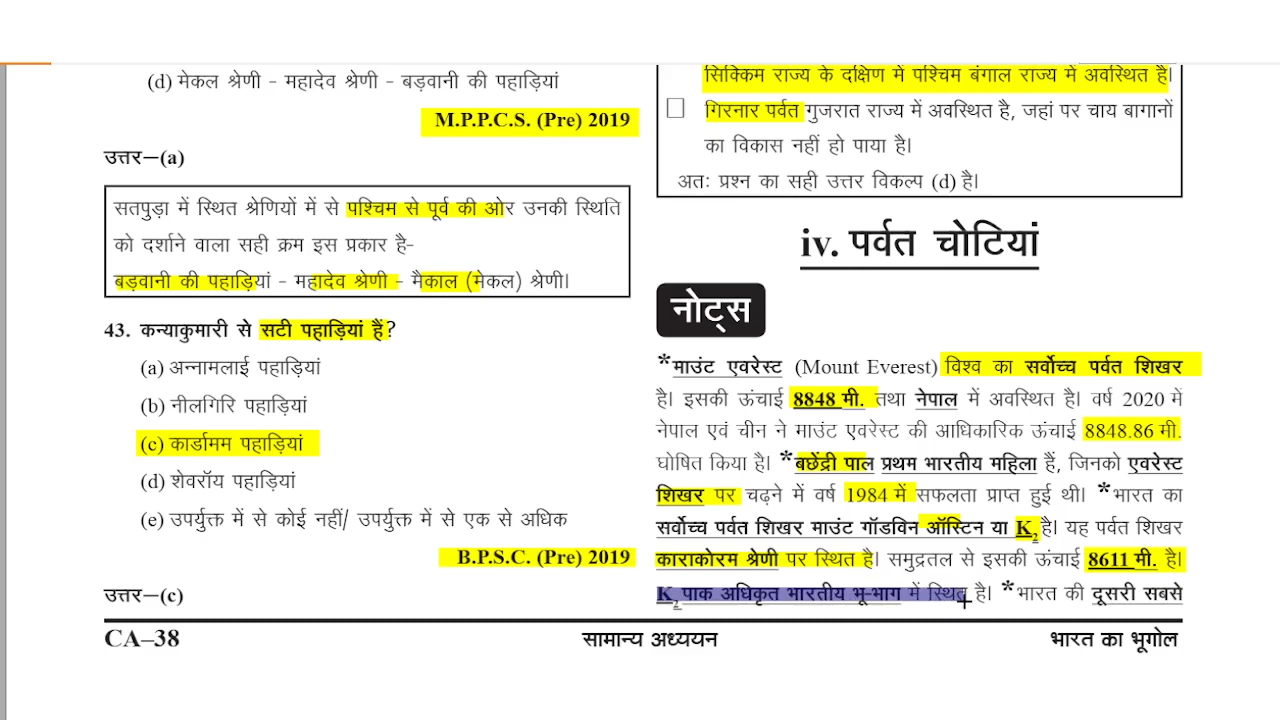 (d) मेकल श्रेणी - महादेव श्रेणी - बड़वानी की पहाड़ियां
M.P.P.C.S. (Pre) 2019
उत्तर—(a)
सतपुड़ा में स्थित श्रेणियों में से पश्चिम से पूर्व की ओर उनकी स्थिति
को दर्शाने वाला सही क्रम इस प्रकार है-
बड़वानी की पहाड़ियां - महादेव श्रेणी - मैकाल (मेकल) श्रेणी।
43. कन्याकुमारी से सटी पहाड़ियां हैं?
(a) अन्नामलाई पहाड़ियां
(b) नीलगिरि पहाड़ियां
(c) कार्डामम पहाड़ियां
(d) शेवरॉय पहाड़ियां
(e) उपर्युक्त में से कोई नहीं/ उपर्युक्त में से एक से अधिक
B.P.S.C. (Pre) 2019
उत्तर—(c)
सिक्किम राज्य के दक्षिण में पश्चिम बंगाल राज्य में अवस्थित है।
गिरनार पर्वत गुजरात राज्य में अवस्थित है, जहां पर चाय बागानों
का विकास नहीं हो पाया है।
अतः प्रश्न का सही उत्तर विकल्प (d) है।
iv. पर्वत चोटियां
नोट्स
*माउंट एवरेस्ट (Mount Everest) विश्व का सर्वोच्च पर्वत शिखर
है। इसकी ऊंचाई 8848 मी. तथा नेपाल में अवस्थित है। वर्ष 2020 में
नेपाल एवं चीन ने माउंट एवरेस्ट की आधिकारिक ऊंचाई 8848.86 मी.
घोषित किया है। *बछेंद्री पाल प्रथम भारतीय महिला हैं, जिनको एवरेस्ट
शिखर पर चढ़ने में वर्ष 1984 में सफलता प्राप्त हुई थी। *भारत का
सर्वोच्च पर्वत शिखर माउंट गॉडविन ऑस्टिन या K2 है। यह पर्वत शिखर
काराकोरम श्रेणी पर स्थित है। समुद्रतल से इसकी ऊंचाई 8611 मी. है।
K2 पाक अधिकृत भारतीय भू-भाग में स्थित है। *भारत की दूसरी सबसे
CA–38 सामान्य अध्ययन भारत का भूगोल